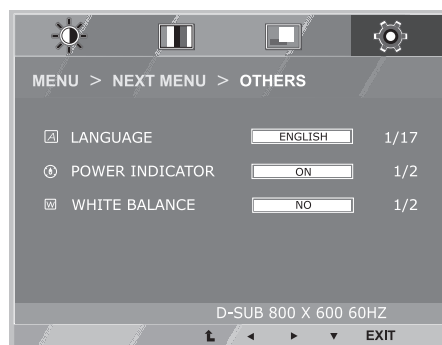 MENU > NEXT MENU > OTHERS
A LANGUAGE ENGLISH 1/17
POWER INDICATOR ON 1/2
W WHITE BALANCE NO 1/2
D-SUB 800 X 600 60HZ
EXIT